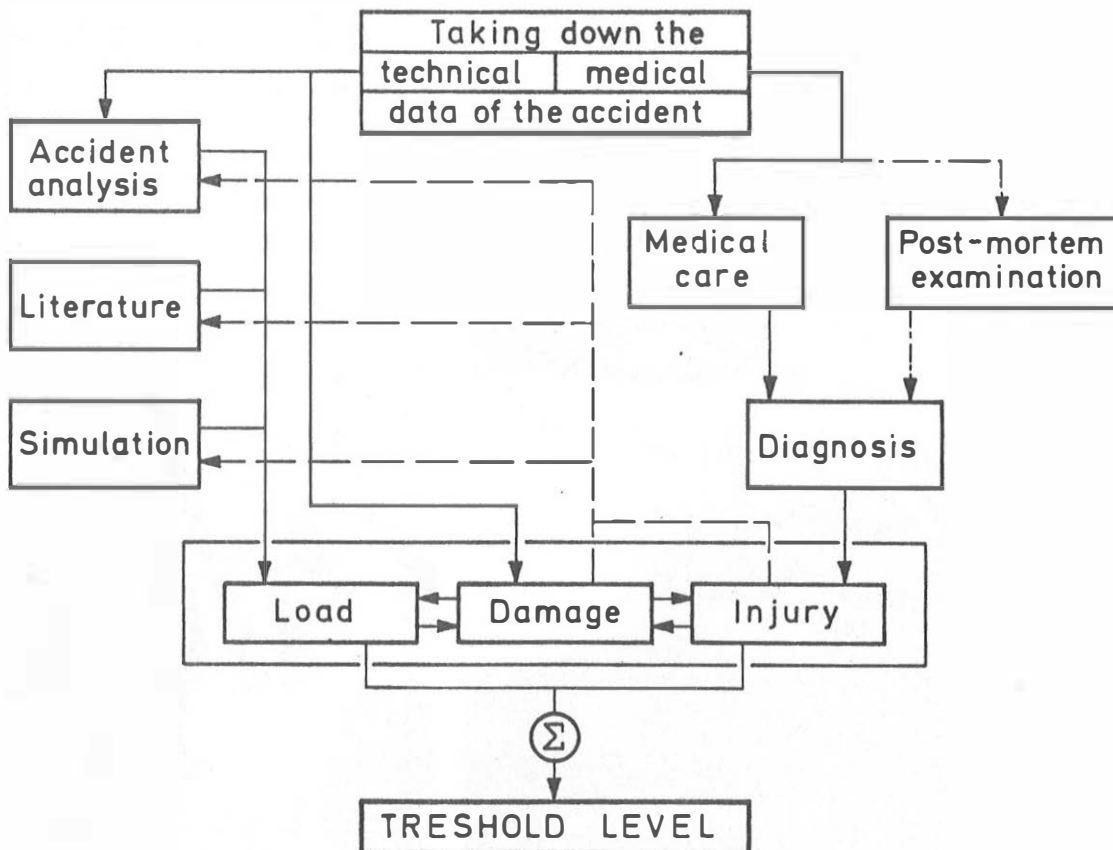 Taking down the
technical medical
data of the accident
Accident
analysis
Medical
care
Post-mortem
examination
Literature
Simulation
Diagnosis
Load
Damage
Injury
Σ
TRESHOLD LEVEL